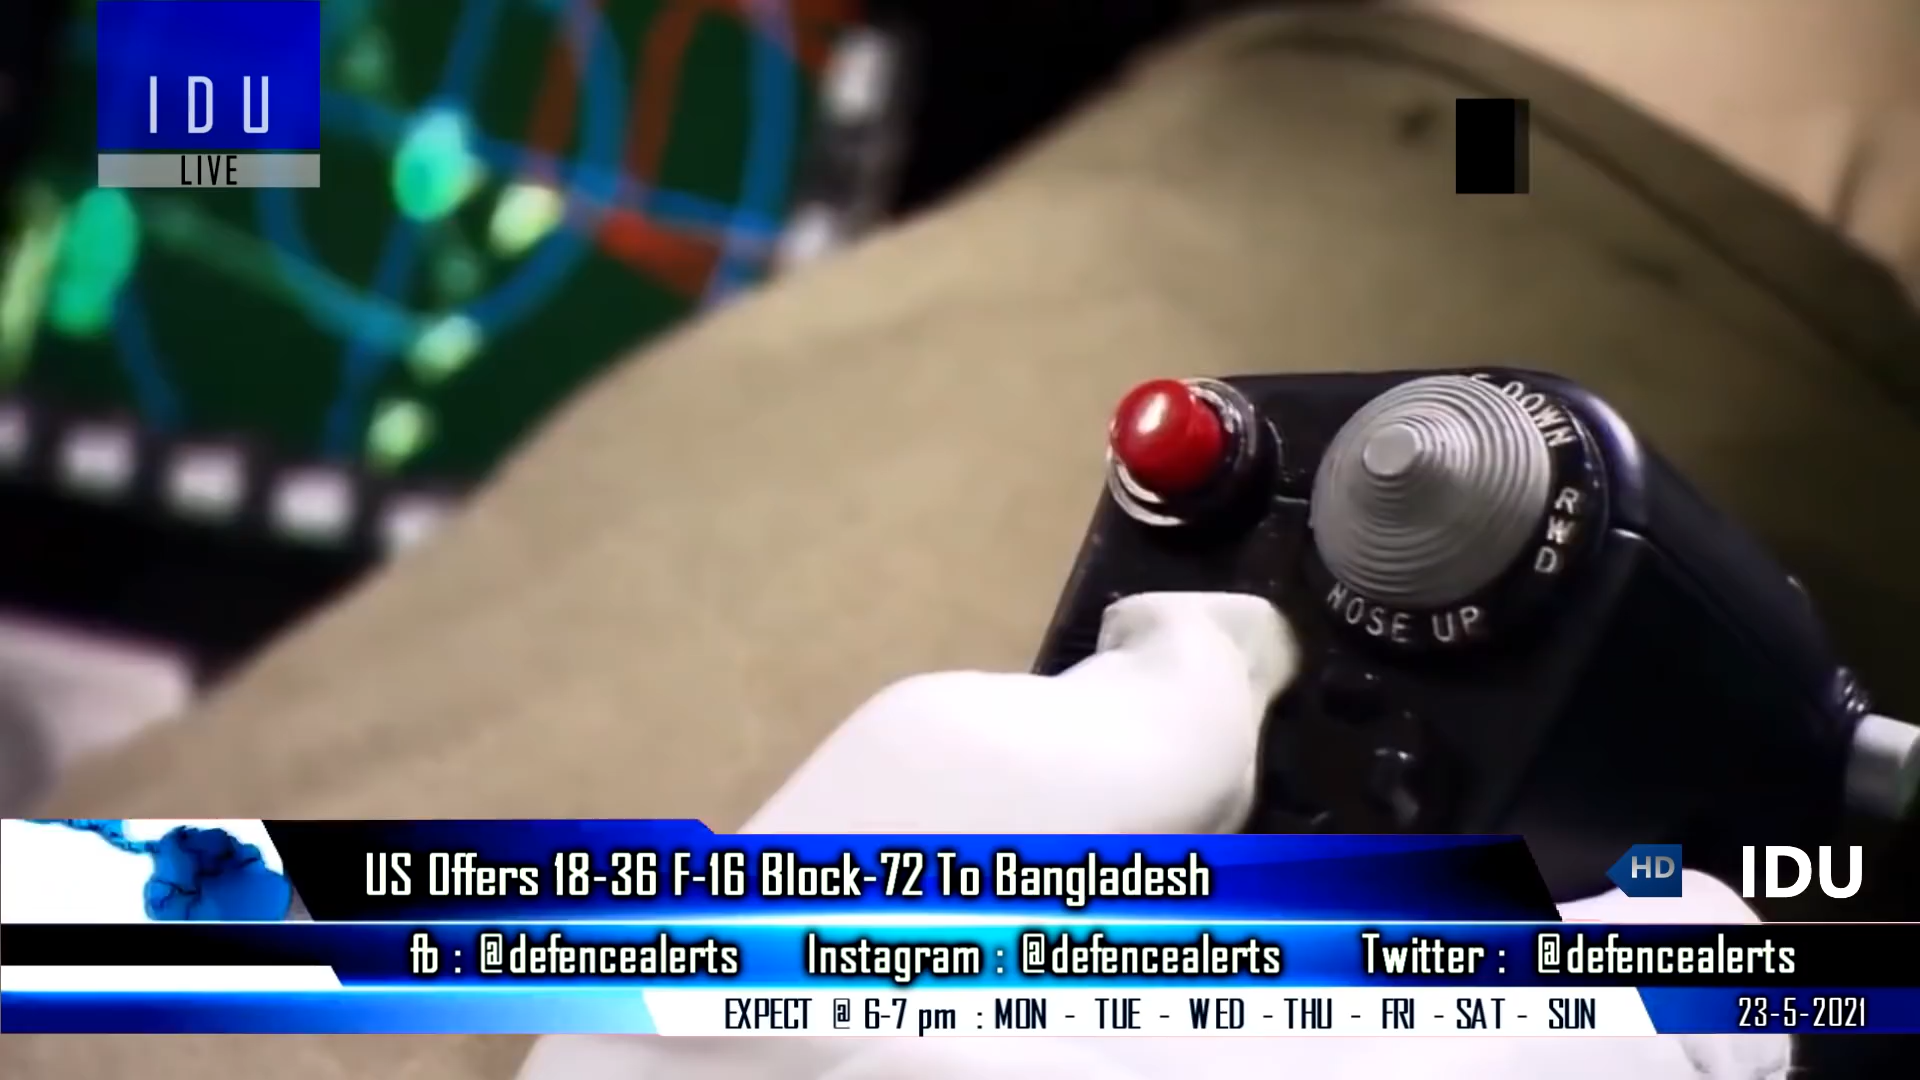 IDU
LIVE
DOWN
RWD
NOSE UP
US Offers 18-36 F-16 Block-72 To Bangladesh
HD
IDU
fb : @defencealerts Instagram : @defencealerts Twitter : @defencealerts
EXPECT @ 6-7 pm : MON - TUE - WED - THU - FRI - SAT - SUN
23-5-2021